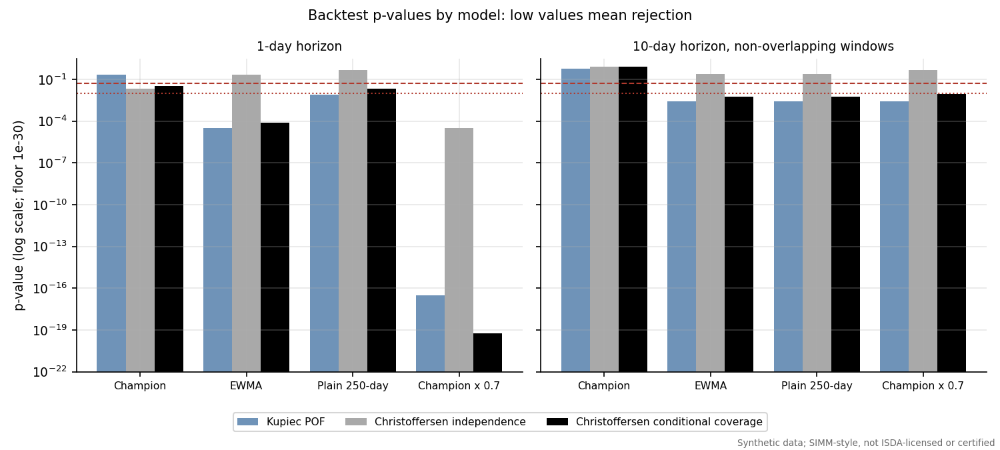 Backtest p-values by model: low values mean rejection
1-day horizon
10-day horizon, non-overlapping windows
p-value (log scale; floor 1e-30)
10⁻¹
10⁻⁴
10⁻⁷
10⁻¹⁰
10⁻¹³
10⁻¹⁶
10⁻¹⁹
10⁻²²
Champion EWMA Plain 250-day Champion x 0.7
Champion EWMA Plain 250-day Champion x 0.7
Kupiec POF Christoffersen independence Christoffersen conditional coverage
Synthetic data; SIMM-style, not ISDA-licensed or certified